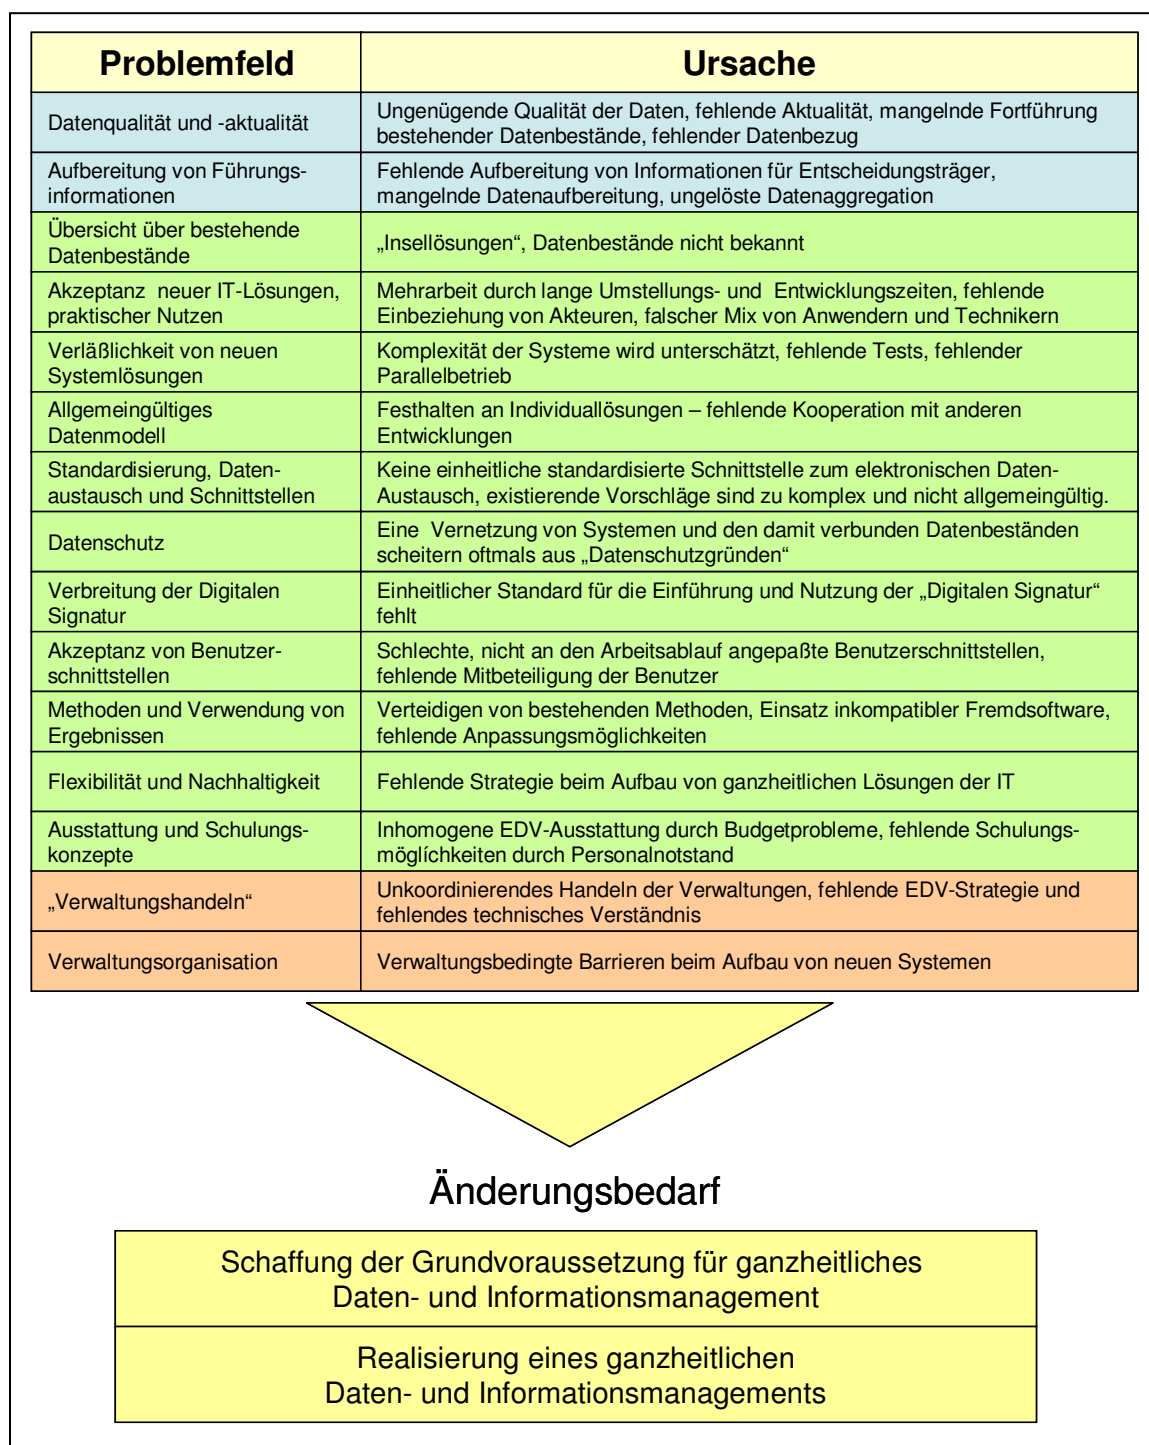 Problemfeld
Ursache
Datenqualität und -aktualität
Ungenügende Qualität der Daten, fehlende Aktualität, mangelnde Fortführung
bestehender Datenbestände, fehlender Datenbezug
Aufbereitung von Führungs-
informationen
Fehlende Aufbereitung von Informationen für Entscheidungsträger,
mangelnde Datenaufbereitung, ungelöste Datenaggregation
Übersicht über bestehende
Datenbestände
„Insellösungen“, Datenbestände nicht bekannt
Akzeptanz  neuer IT-Lösungen,
praktischer Nutzen
Mehrarbeit durch lange Umstellungs- und  Entwicklungszeiten, fehlende
Einbeziehung von Akteuren, falscher Mix von Anwendern und Technikern
Verläßlichkeit von neuen
Systemlösungen
Komplexität der Systeme wird unterschätzt, fehlende Tests, fehlender
Parallelbetrieb
Allgemeingültiges
Datenmodell
Festhalten an Individuallösungen – fehlende Kooperation mit anderen
Entwicklungen
Standardisierung, Daten-
austausch und Schnittstellen
Keine einheitliche standardisierte Schnittstelle zum elektronischen Daten-
Austausch, existierende Vorschläge sind zu komplex und nicht allgemeingültig.
Datenschutz
Eine  Vernetzung von Systemen und den damit verbunden Datenbeständen
scheitern oftmals aus „Datenschutzgründen“
Verbreitung der Digitalen
Signatur
Einheitlicher Standard für die Einführung und Nutzung der „Digitalen Signatur“
fehlt
Akzeptanz von Benutzer-
schnittstellen
Schlechte, nicht an den Arbeitsablauf angepaßte Benutzerschnittstellen,
fehlende Mitbeteiligung der Benutzer
Methoden und Verwendung von
Ergebnissen
Verteidigen von bestehenden Methoden, Einsatz inkompatibler Fremdsoftware,
fehlende Anpassungsmöglichkeiten
Flexibilität und Nachhaltigkeit
Fehlende Strategie beim Aufbau von ganzheitlichen Lösungen der IT
Ausstattung und Schulungs-
konzepte
Inhomogene EDV-Ausstattung durch Budgetprobleme, fehlende Schulungs-
möglichkeiten durch Personalnotstand
„Verwaltungshandeln“
Unkoordinierendes Handeln der Verwaltungen, fehlende EDV-Strategie und
fehlendes technisches Verständnis
Verwaltungsorganisation
Verwaltungsbedingte Barrieren beim Aufbau von neuen Systemen
Änderungsbedarf
Schaffung der Grundvoraussetzung für ganzheitliches
Daten- und Informationsmanagement
Realisierung eines ganzheitlichen
Daten- und Informationsmanagements